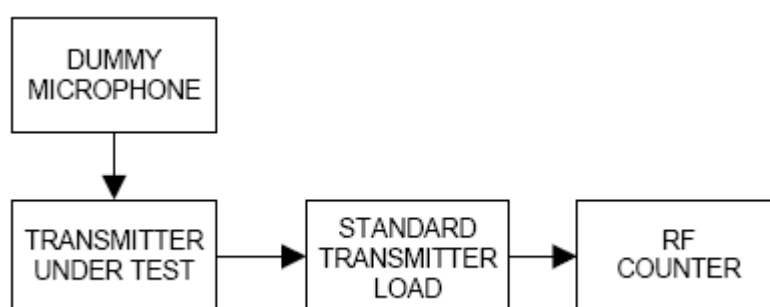 DUMMY
MICROPHONE
TRANSMITTER
UNDER TEST
STANDARD
TRANSMITTER
LOAD
RF
COUNTER